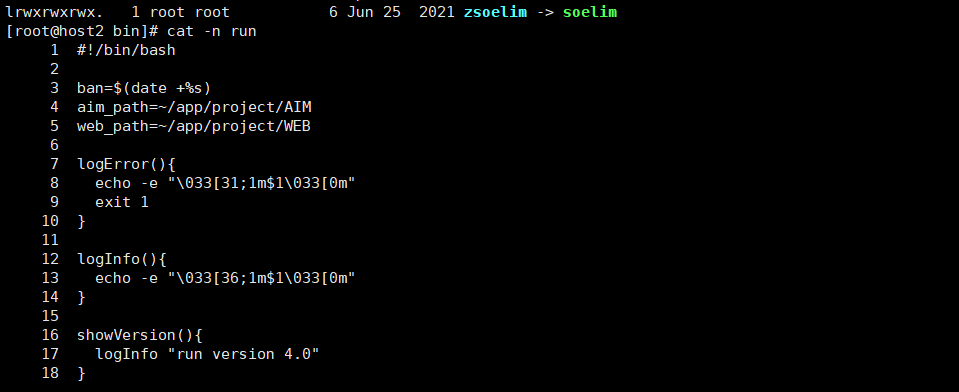 lrwxrwxrwx.   1 root root           6 Jun 25  2021 zsoelim -> soelim
[root@host2 bin]# cat -n run
     1  #!/bin/bash
     2
     3  ban=$(date +%s)
     4  aim_path=~/app/project/AIM
     5  web_path=~/app/project/WEB
     6
     7  logError(){
     8    echo -e "\033[31;1m$1\033[0m"
     9    exit 1
    10  }
    11
    12  logInfo(){
    13    echo -e "\033[36;1m$1\033[0m"
    14  }
    15
    16  showVersion(){
    17    logInfo "run version 4.0"
    18  }